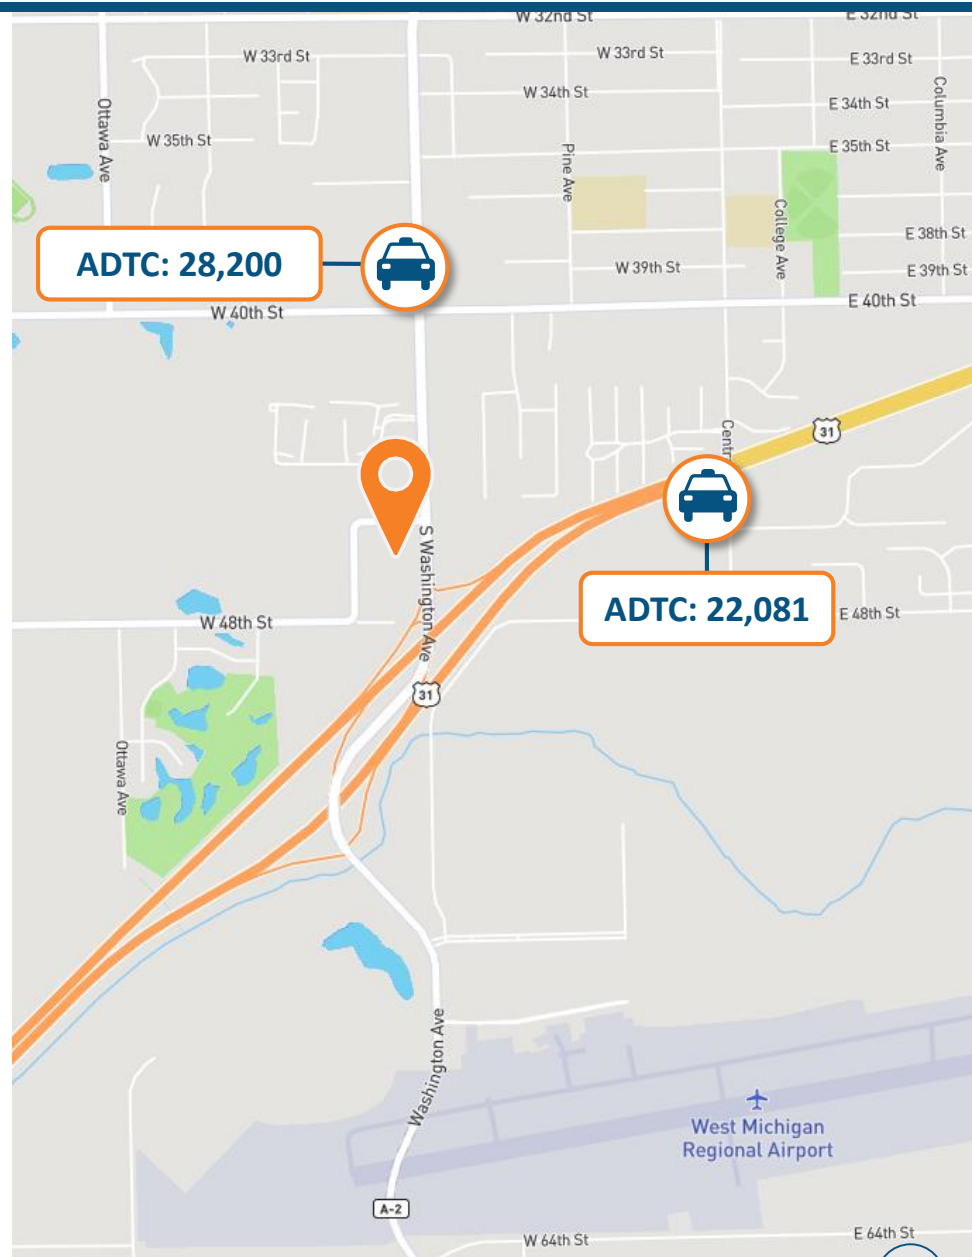 W 32nd St
E 32nd St
W 33rd St
W 33rd St
E 33rd St
Ottawa Ave
W 34th St
Columbia Ave
E 34th St
W 35th St
E 35th St
Pine Ave
College Ave
E 38th St
ADTC: 28,200
W 39th St
E 39th St
W 40th St
E 40th St
31
S Washington Ave
ADTC: 22,081
E 48th St
W 48th St
31
Ottawa Ave
Washington Ave
West Michigan
Regional Airport
A-2
W 64th St
E 64th St